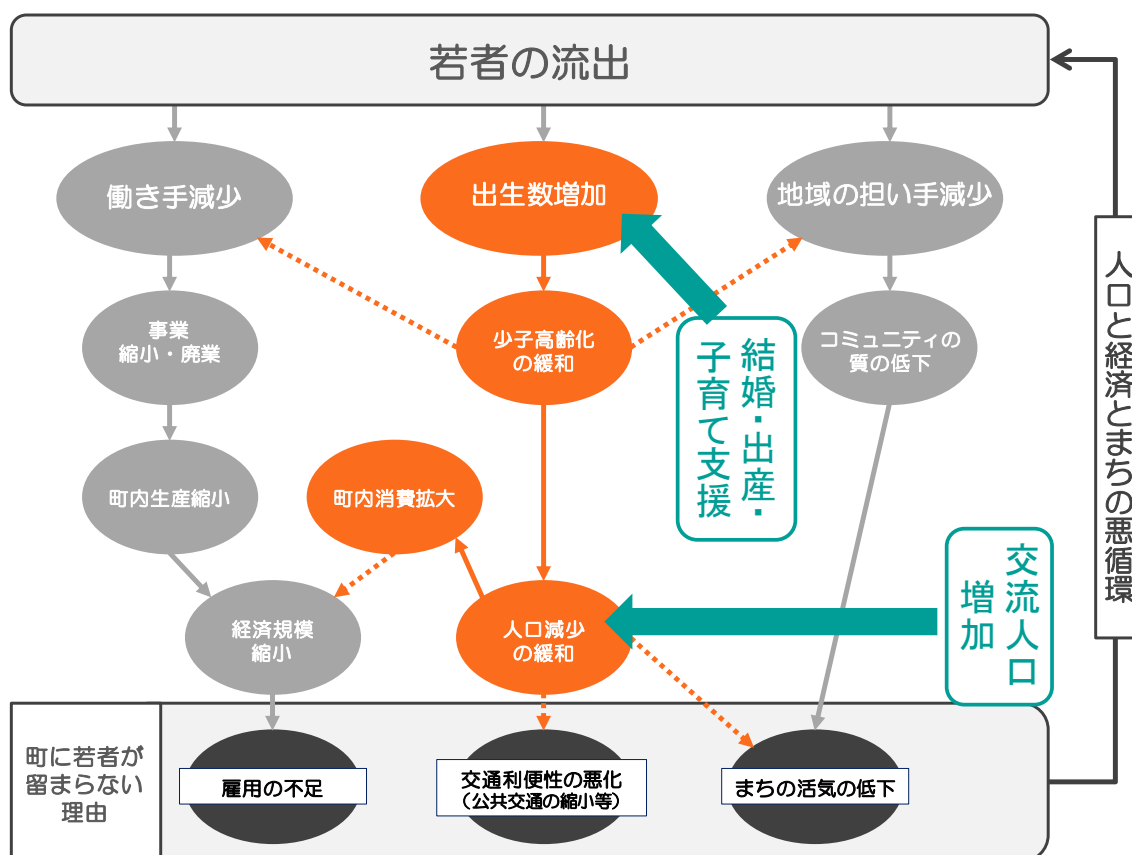 若者の流出
働き手減少
出生数増加
地域の担い手減少
事業
縮小・廃業
少子高齢化
の緩和
コミュニティの
質の低下
結婚・出産・
子育て支援
人口と経済とまちの悪循環
町内生産縮小
町内消費拡大
交流人口
増加
経済規模
縮小
人口減少
の緩和
町に若者が
留まらない
理由
雇用の不足
交通利便性の悪化
（公共交通の縮小等）
まちの活気の低下